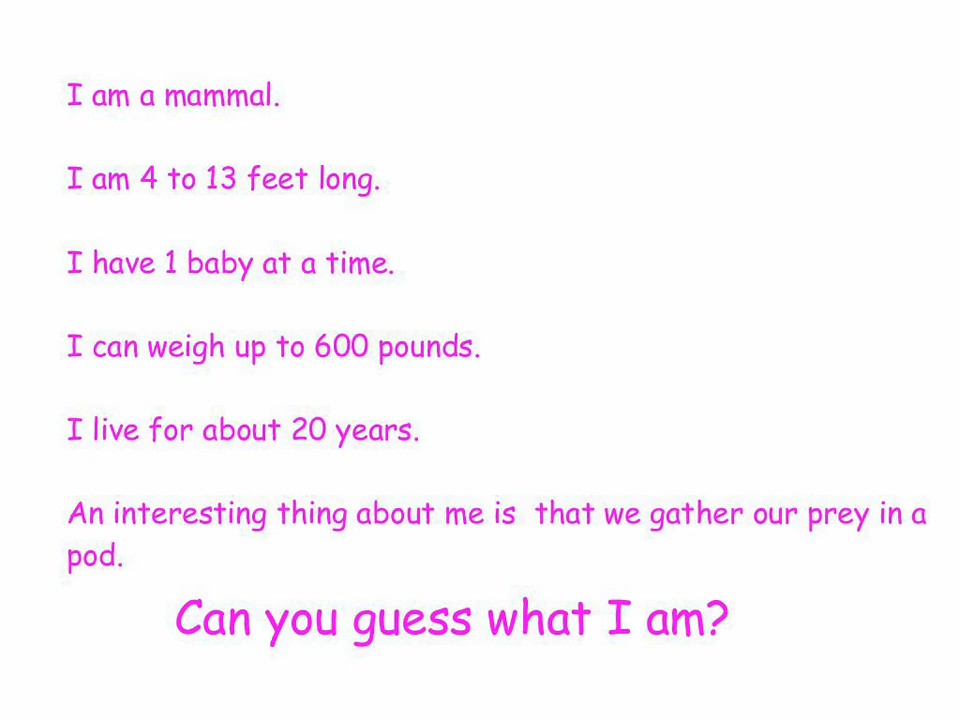 I am a mammal.
I am 4 to 13 feet long.
I have 1 baby at a time.
I can weigh up to 600 pounds.
I live for about 20 years.
An interesting thing about me is  that we gather our prey in a
pod.
Can you guess what I am?